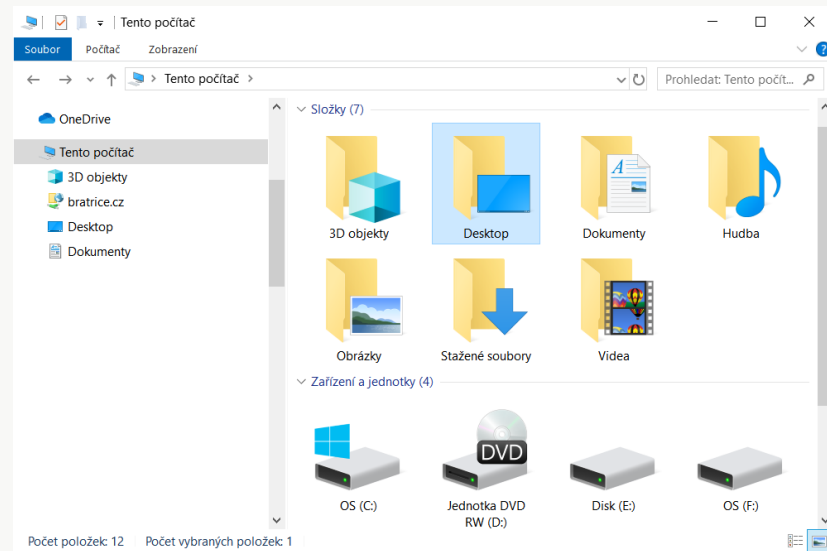 Tento počítač
Soubor Počítač Zobrazení ?
Tento počítač Prohledat: Tento počít...
OneDrive
Tento počítač
3D objekty
bratrice.cz
Desktop
Dokumenty
Složky (7)
3D objekty Desktop Dokumenty Hudba
Obrázky Stažené soubory Videa
Zařízení a jednotky (4)
DVD
OS (C:) Jednotka DVD Disk (E:) OS (F:)
RW (D:)
Počet položek: 12 Počet vybraných položek: 1